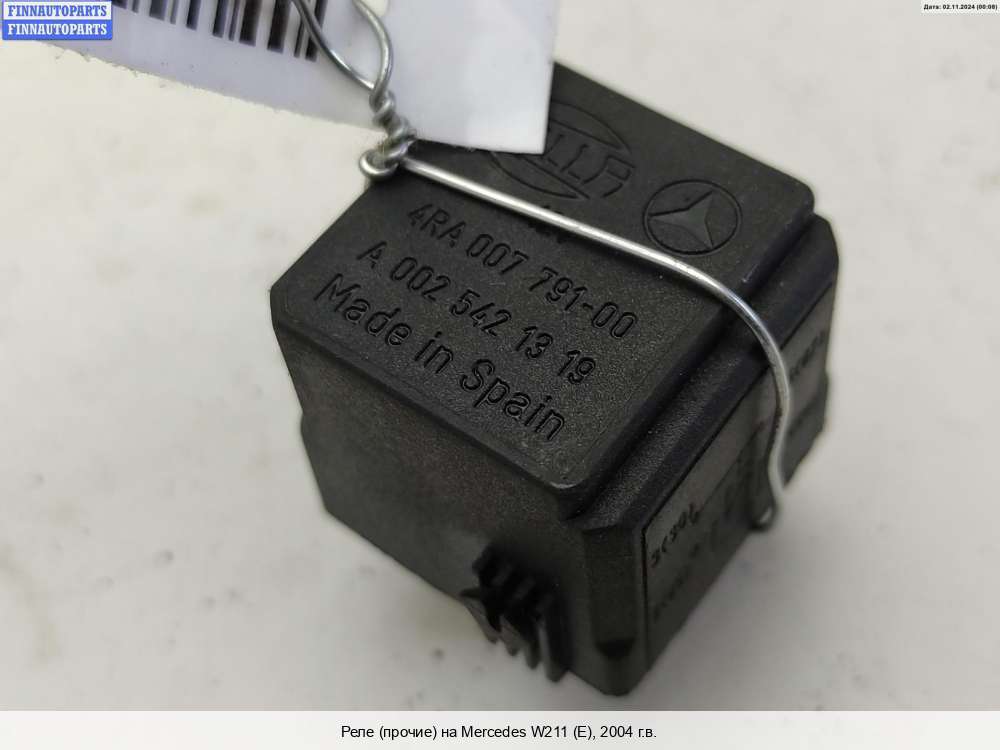 FINNAUTOPARTS
FINNAUTOPARTS
Дата: 02.11.2024 (00:08)
4RA 007 791-00
A 002 542 13 19
Made in Spain
Реле (прочие) на Mercedes W211 (E), 2004 г.в.